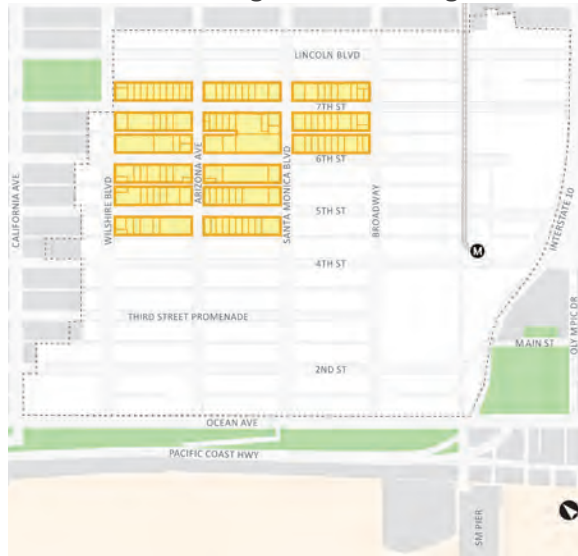 LINCOLN BLVD
7TH ST
6TH ST
5TH ST
4TH ST
THIRD STREET PROMENADE
2ND ST
OCEAN AVE
PACIFIC COAST HWY
CALIFORNIA AVE
WILSHIRE BLVD
ARIZONA AVE
SANTA MONICA BLVD
BROADWAY
M
INTERSTATE 10
MAIN ST
OLYMPIC DR
SM PIER